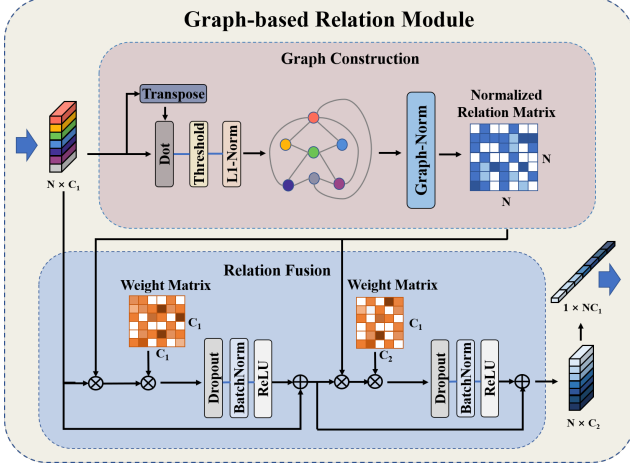 Graph-based Relation Module
Graph Construction
Transpose
Dot
Threshold
L1-Norm
Graph-Norm
Normalized
Relation Matrix
N
N
N × C₁
Relation Fusion
Weight Matrix
C₁
C₁
Dropout
BatchNorm
ReLU
Weight Matrix
C₁
C₂
Dropout
BatchNorm
ReLU
1 × NC₁
N × C₂